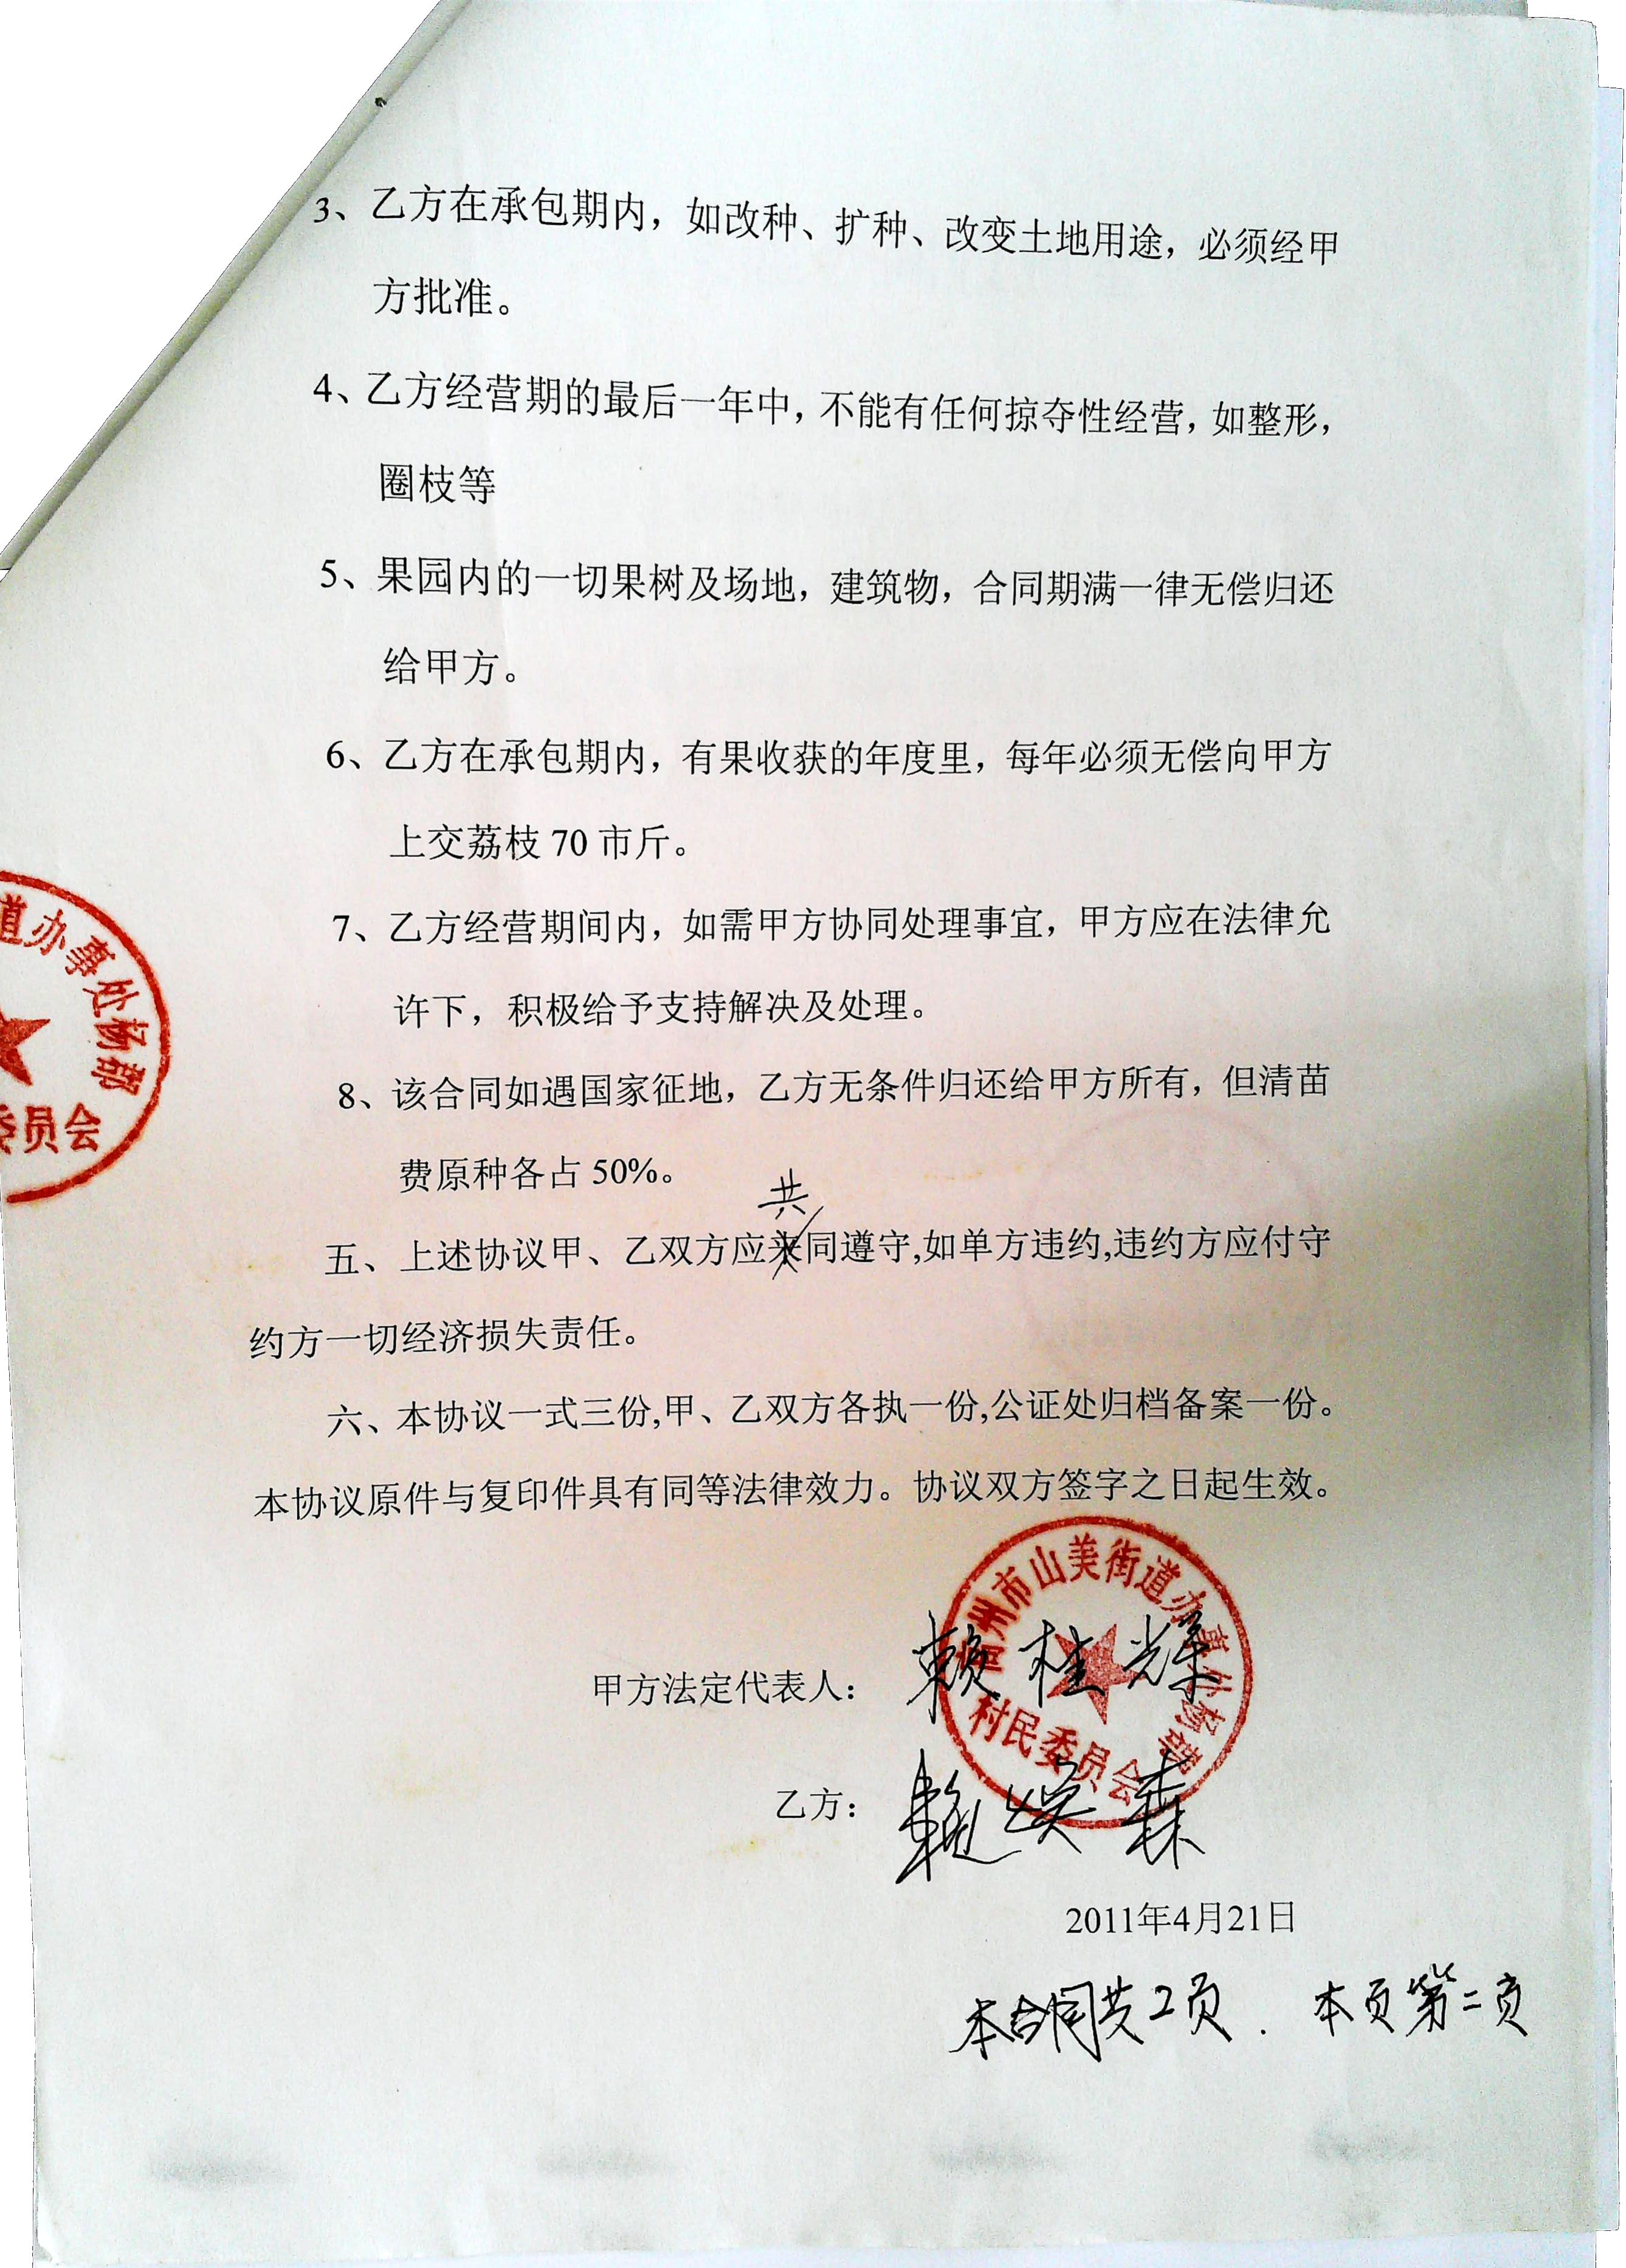 3、乙方在承包期内，如改种、扩种、改变土地用途，必须经甲
方批准。
4、乙方经营期的最后一年中，不能有任何掠夺性经营，如整形，
圈枝等
5、果园内的一切果树及场地，建筑物，合同期满一律无偿归还
给甲方。
6、乙方在承包期内，有果收获的年度里，每年必须无偿向甲方
上交荔枝 70 市斤。
7、乙方经营期间内，如需甲方协同处理事宜，甲方应在法律允
许下，积极给予支持解决及处理。
道办事处杨部
委员会
8、该合同如遇国家征地，乙方无条件归还给甲方所有，但清苗
费原种各占 50%。
共
五、上述协议甲、乙双方应来同遵守,如单方违约,违约方应付守
约方一切经济损失责任。
六、本协议一式三份,甲、乙双方各执一份,公证处归档备案一份。
本协议原件与复印件具有同等法律效力。协议双方签字之日起生效。
州市山美街道办事处杨部
村民委员会
甲方法定代表人：赖桂辉
乙方：赖焕森
2011年4月21日
本合同共2页. 本页第二页